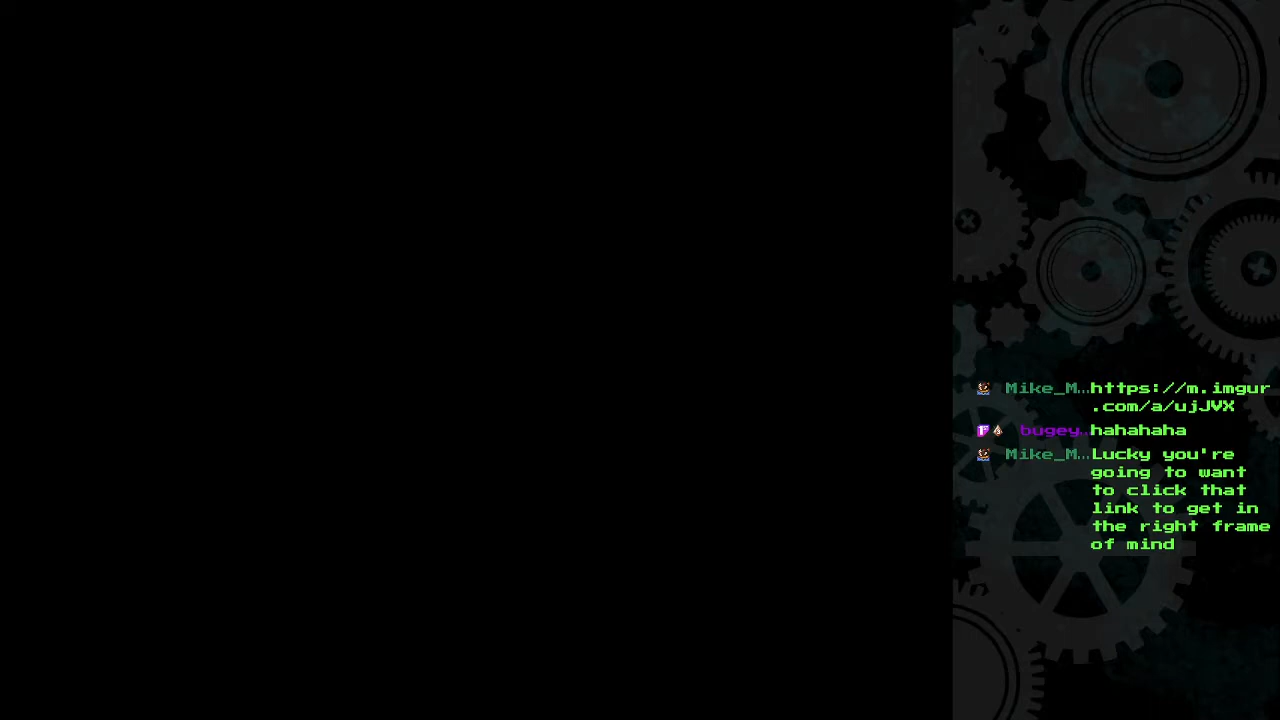 Mike_M...https://m.imgur
.com/a/ujJVX
bugey...hahahaha
Mike_M...Lucky you're
going to want
to click that
link to get in
the right frame
of mind